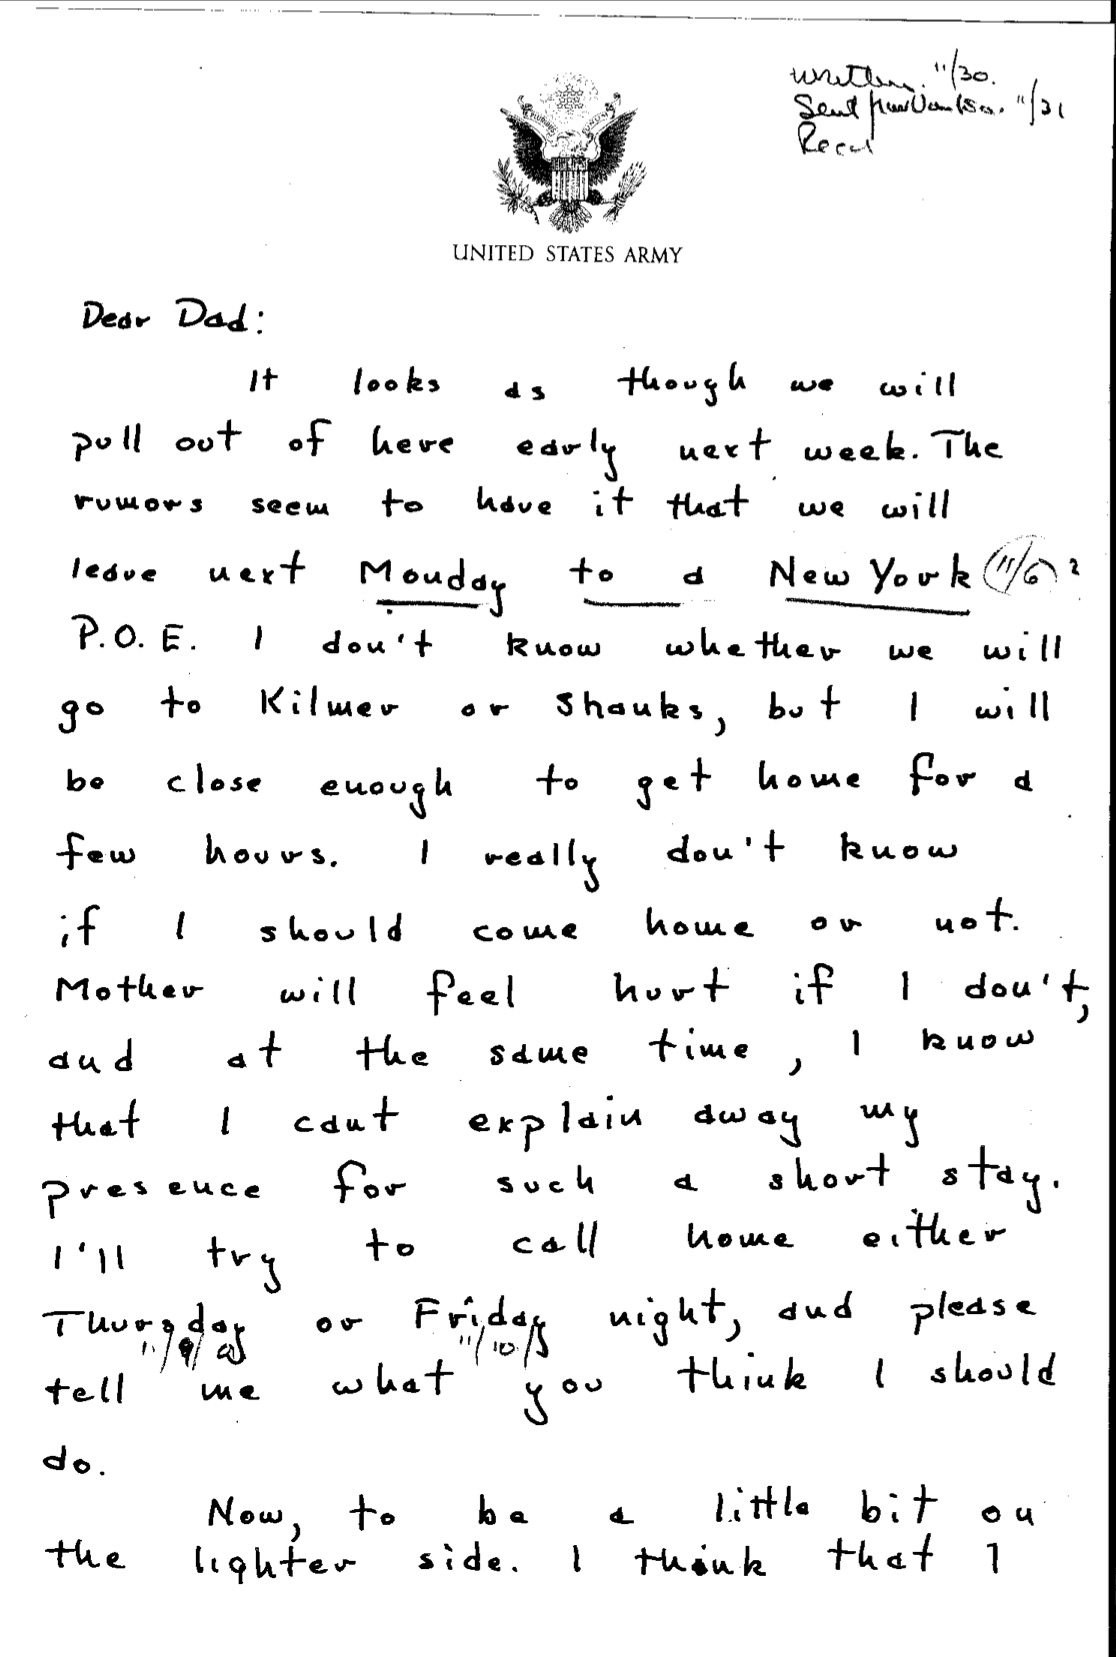 written. 11/30.
Sent from 11/31
Recd
UNITED STATES ARMY
Dear Dad:
It looks as though we will
pull out of here early next week. The
rumors seem to have it that we will
leave next Monday to a New York 11/6 ?
P.O.E. I don't know whether we will
go to Kilmer or Shanks, but I will
be close enough to get home for a
few hours. I really don't know
if I should come home or not.
Mother will feel hurt if I don't,
and at the same time, I know
that I cant explain away my
presence for such a short stay.
I'll try to call home either
Thursday or Friday night, and please
11/9/ 11/10/
tell me what you think I should
do.
Now, to be a little bit on
the lighter side. I think that I